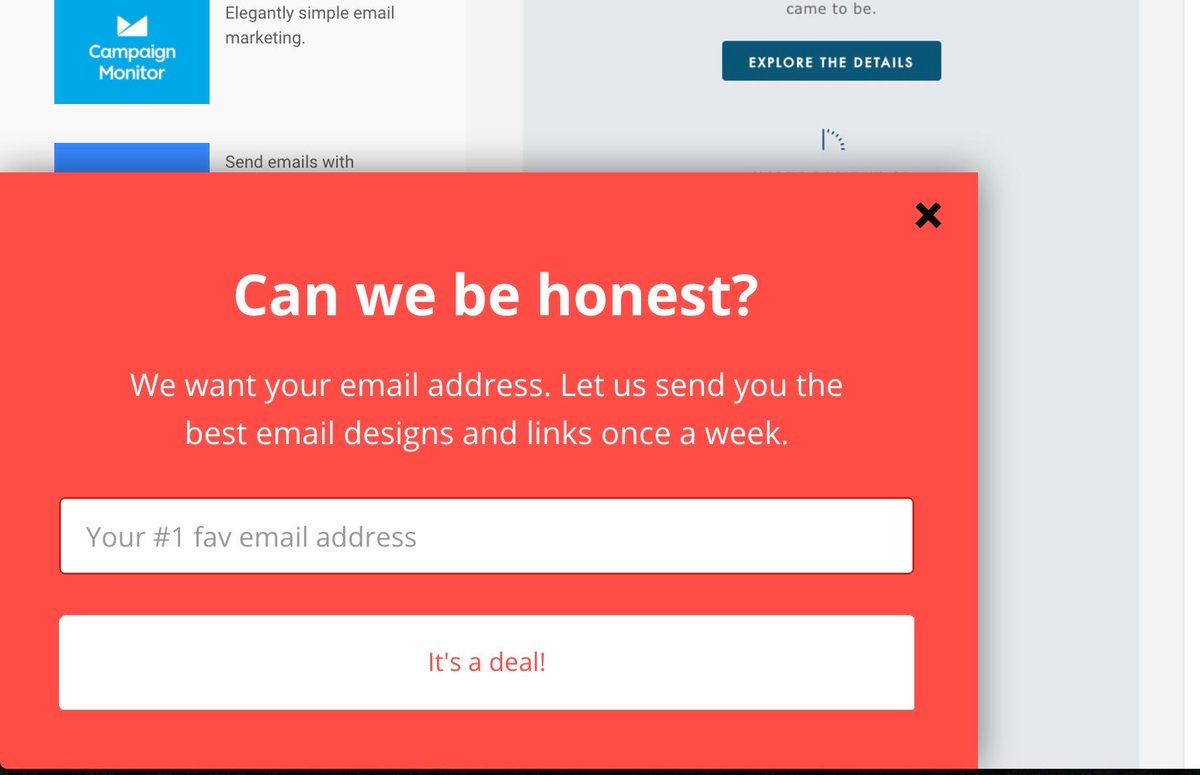 Elegantly simple email
marketing.
Campaign
Monitor
Send emails with
came to be.
EXPLORE THE DETAILS
Can we be honest?
We want your email address. Let us send you the
best email designs and links once a week.
Your #1 fav email address
It's a deal!